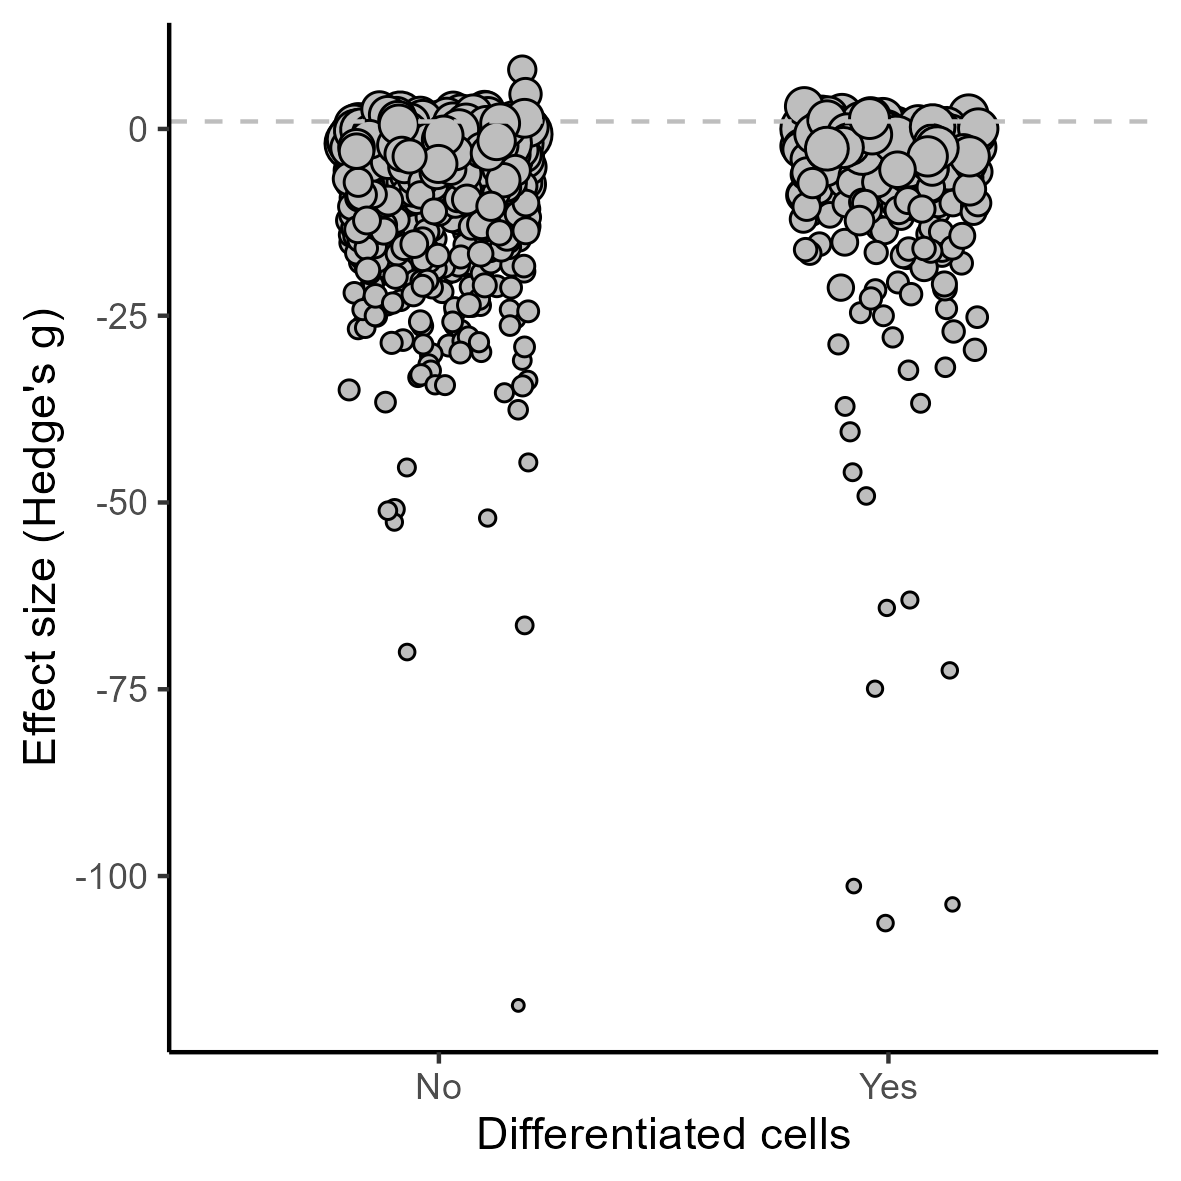 Effect size (Hedge's g)
0
-25
-50
-75
-100
No
Yes
Differentiated cells